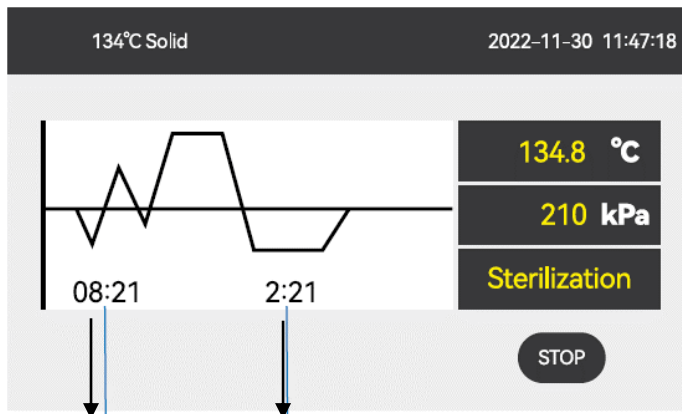 134℃ Solid
2022-11-30 11:47:18
134.8 ℃
210 kPa
Sterilization
08:21
2:21
STOP